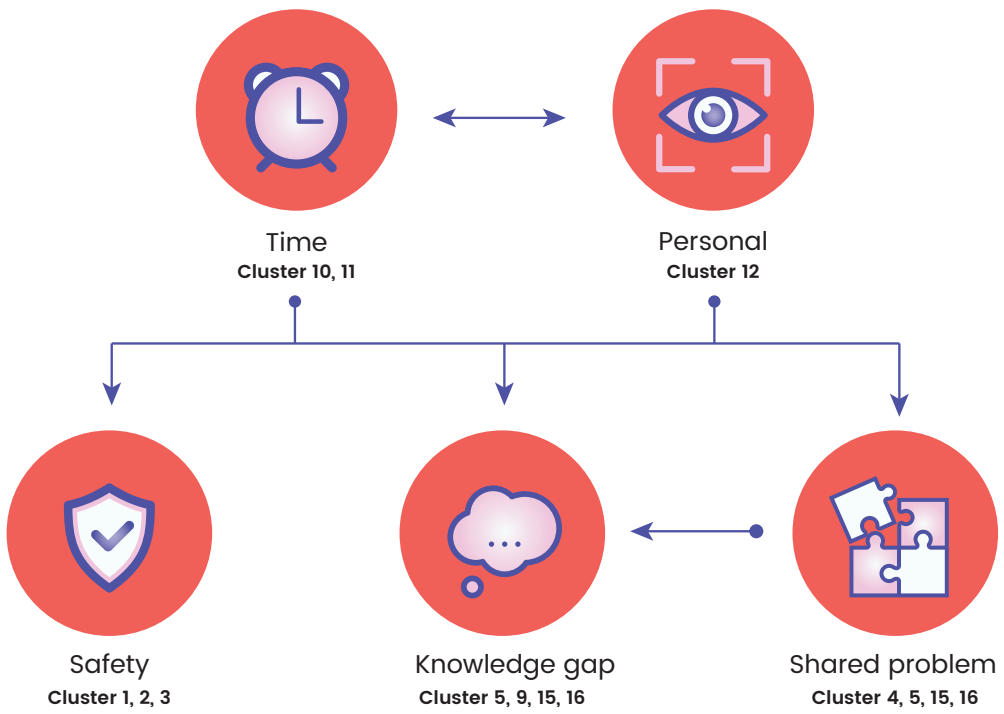 Time
Cluster 10, 11
Personal
Cluster 12
Safety
Cluster 1, 2, 3
Knowledge gap
Cluster 5, 9, 15, 16
Shared problem
Cluster 4, 5, 15, 16